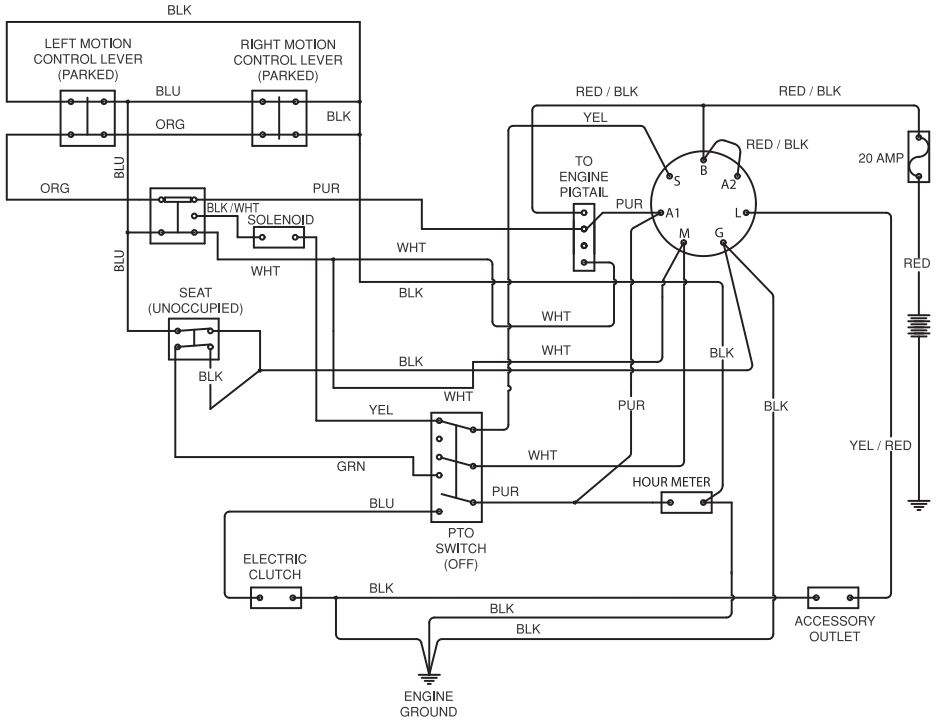 BLK
LEFT MOTION
CONTROL LEVER
(PARKED)
RIGHT MOTION
CONTROL LEVER
(PARKED)
BLU
BLK
ORG
RED / BLK
RED / BLK
YEL
RED / BLK
20 AMP
TO
ENGINE
PIGTAIL
B
S
A2
BLU
ORG
PUR
PUR
A1
L
BLK/WHT
SOLENOID
M
G
WHT
WHT
BLU
RED
SEAT
(UNOCCUPIED)
BLK
WHT
WHT
BLK
BLK
BLK
WHT
PUR
BLK
YEL
YEL / RED
GRN
WHT
HOUR METER
PUR
BLU
PTO
SWITCH
(OFF)
ELECTRIC
CLUTCH
BLK
BLK
BLK
ACCESSORY
OUTLET
ENGINE
GROUND